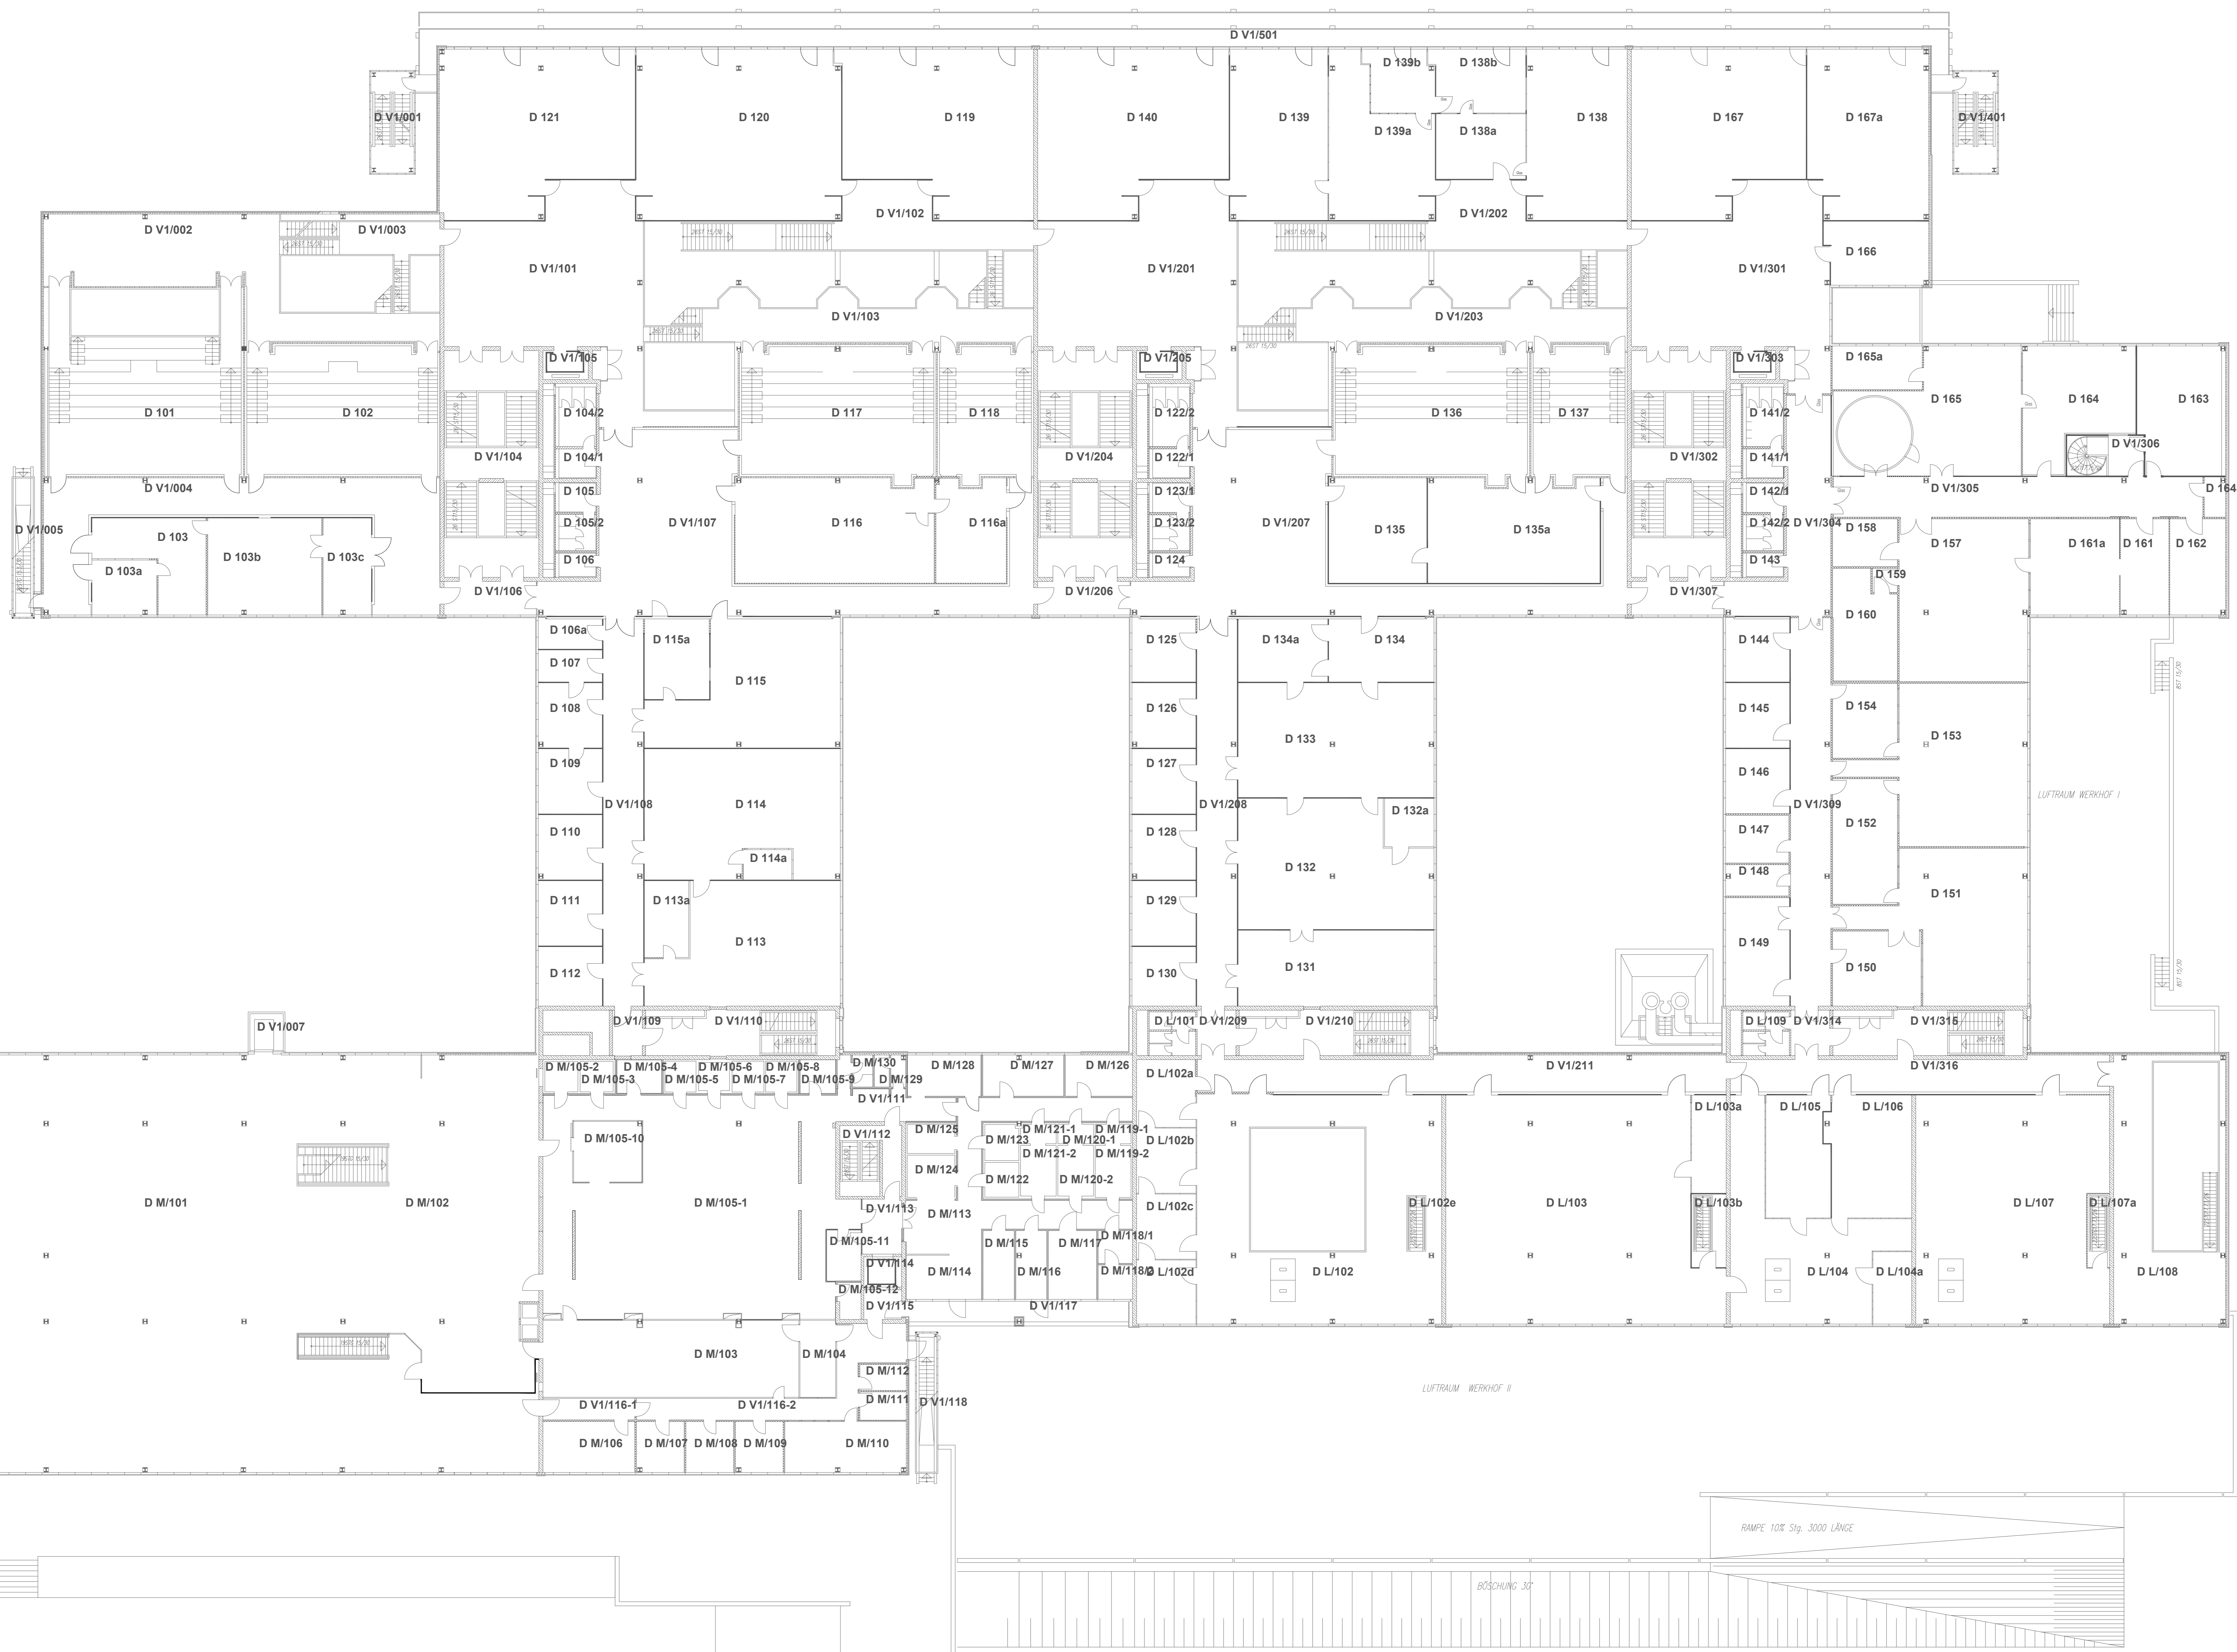 D V1/501
D 139b
D 138b
D V1/001
D 121
D 120
D 119
D 140
D 139
D 139a
D 138a
D 138
D 167
D 167a
D V1/401
D V1/002
D V1/003
D V1/102
D V1/202
D 166
D V1/101
D V1/201
D V1/301
D V1/103
D V1/203
D V1/105
D V1/205
D V1/303
D 165a
D 101
D 102
D 104/2
D 117
D 118
D 122/2
D 136
D 137
D 141/2
D 165
D 164
D 163
D V1/306
D V1/104
D 104/1
D V1/204
D 122/1
D V1/302
D 141/1
D V1/004
D 105
D 123/1
D 142/1
D V1/305
D 164
D V1/005
D 103
D 103b
D 103c
D 105/2
D V1/107
D 116
D 116a
D 123/2
D V1/207
D 135
D 135a
D 142/2
D V1/304
D 158
D 157
D 161a
D 161
D 162
D 103a
D 106
D 124
D 143
D 159
D V1/106
D V1/206
D V1/307
D 160
D 106a
D 115a
D 125
D 134a
D 134
D 144
D 107
D 115
D 108
D 126
D 133
D 145
D 154
D 153
D 109
D 127
D 146
D V1/108
D 114
D V1/208
D 132a
D V1/309
LUFTRAUM WERKHOF I
D 110
D 128
D 147
D 152
D 114a
D 132
D 148
D 111
D 113a
D 129
D 151
D 113
D 149
D 112
D 130
D 131
D 150
D V1/007
D V1/109
D V1/110
D L/101
D V1/209
D V1/210
D L/109
D V1/314
D V1/315
D M/105-2
D M/105-3
D M/105-4
D M/105-5
D M/105-6
D M/105-7
D M/105-8
D M/105-9
D M/130
D M/129
D M/128
D M/127
D M/126
D L/102a
D V1/211
D V1/316
D V1/111
D L/103a
D L/105
D L/106
D M/105-10
D V1/112
D M/125
D M/123
D M/121-1
D M/120-1
D M/119-1
D L/102b
D M/121-2
D M/119-2
D M/124
D M/122
D M/120-2
D M/101
D M/102
D M/105-1
D V1/113
D M/113
D L/102c
D L/102e
D L/103
D L/103b
D L/107
D L/107a
D M/105-11
D M/115
D M/117
D M/118/1
D V1/114
D M/114
D M/116
D M/118/2
D L/102d
D L/102
D L/104
D L/104a
D L/108
D M/105-12
D V1/115
D V1/117
D M/103
D M/104
D M/112
D M/111
LUFTRAUM WERKHOF II
D V1/116-1
D V1/116-2
D V1/118
D M/106
D M/107
D M/108
D M/109
D M/110
8ST 15/30
8ST 15/30
RAMPE 10% Stg. 3000 LÄNGE
BÖSCHUNG 30°